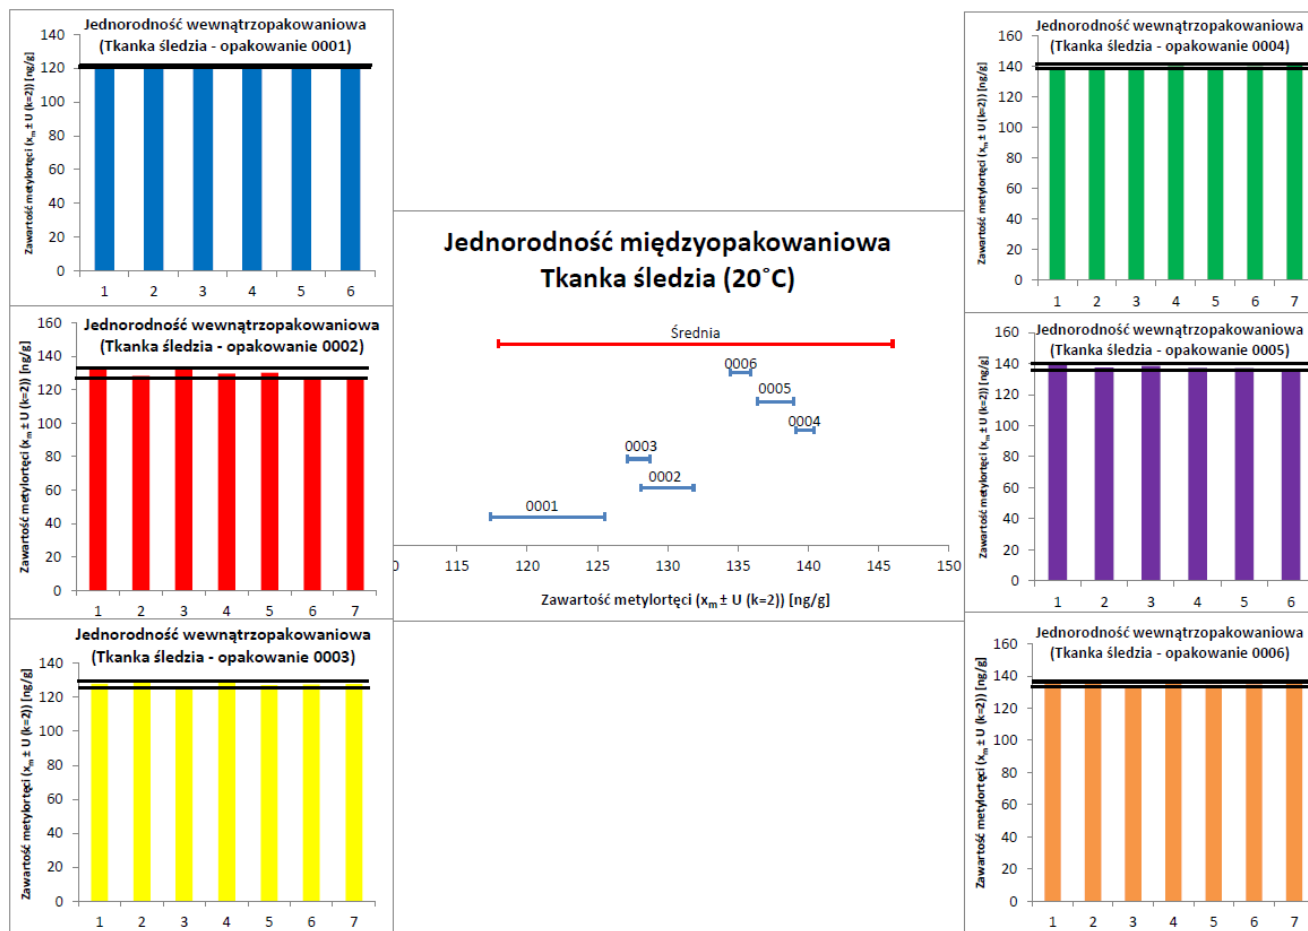 Jednorodność wewnątrzopakowaniowa
(Tkanka śledzia - opakowanie 0001)
Zawartość metylortęci (xm ± U (k=2)) [ng/g]
140
120
100
80
60
40
20
0
1 2 3 4 5 6
Jednorodność wewnątrzopakowaniowa
(Tkanka śledzia - opakowanie 0002)
Zawartość metylortęci (xm ± U (k=2)) [ng/g]
160
140
120
100
80
60
40
20
0
1 2 3 4 5 6 7
Jednorodność wewnątrzopakowaniowa
(Tkanka śledzia - opakowanie 0003)
Zawartość metylortęci (xm ± U (k=2)) [ng/g]
140
120
100
80
60
40
20
0
1 2 3 4 5 6 7
Jednorodność międzyopakowaniowa
Tkanka śledzia (20˚C)
Średnia
0006
0005
0004
0003
0002
0001
0 115 120 125 130 135 140 145 150
Zawartość metylortęci (xm ± U (k=2)) [ng/g]
Jednorodność wewnątrzopakowaniowa
(Tkanka śledzia - opakowanie 0004)
Zawartość metylortęci (xm ± U (k=2)) [ng/g]
160
140
120
100
80
60
40
20
0
1 2 3 4 5 6 7
Jednorodność wewnątrzopakowaniowa
(Tkanka śledzia - opakowanie 0005)
Zawartość metylortęci (xm ± U (k=2)) [ng/g]
160
140
120
100
80
60
40
20
0
1 2 3 4 5 6
Jednorodność wewnątrzopakowaniowa
(Tkanka śledzia - opakowanie 0006)
Zawartość metylortęci (xm ± U (k=2)) [ng/g]
160
140
120
100
80
60
40
20
0
1 2 3 4 5 6 7